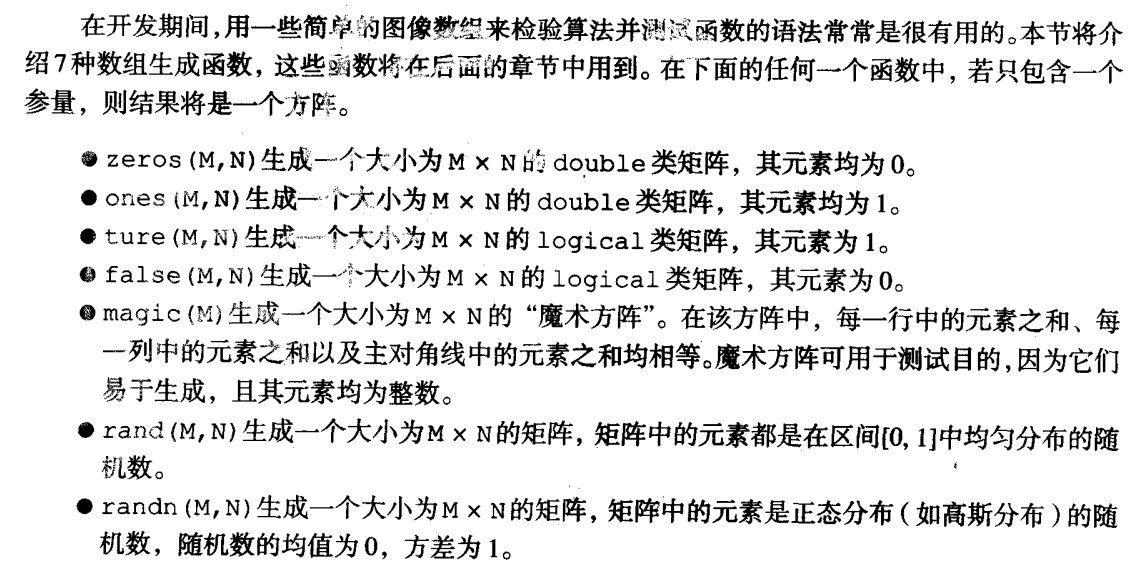 在开发期间,用一些简单的图像数组来检验算法并测试函数的语法常常是很有用的。本节将介
绍7种数组生成函数，这些函数将在后面的章节中用到。在下面的任何一个函数中，若只包含一个
参量，则结果将是一个方阵。
● zeros(M,N)生成一个大小为M × N的double类矩阵，其元素均为0。
● ones(M,N)生成一个大小为M × N的double类矩阵，其元素均为1。
● ture(M,N)生成一个大小为M × N的logical类矩阵，其元素为1。
● false(M,N)生成一个大小为M × N的logical类矩阵，其元素为0。
● magic(M)生成一个大小为M × N的“魔术方阵”。在该方阵中，每一行中的元素之和、每
一列中的元素之和以及主对角线中的元素之和均相等。魔术方阵可用于测试目的,因为它们
易于生成，且其元素均为整数。
● rand(M,N)生成一个大小为M × N的矩阵，矩阵中的元素都是在区间[0, 1]中均匀分布的随
机数。
● randn(M,N)生成一个大小为M × N的矩阵，矩阵中的元素是正态分布(如高斯分布)的随
机数，随机数的均值为0，方差为1。